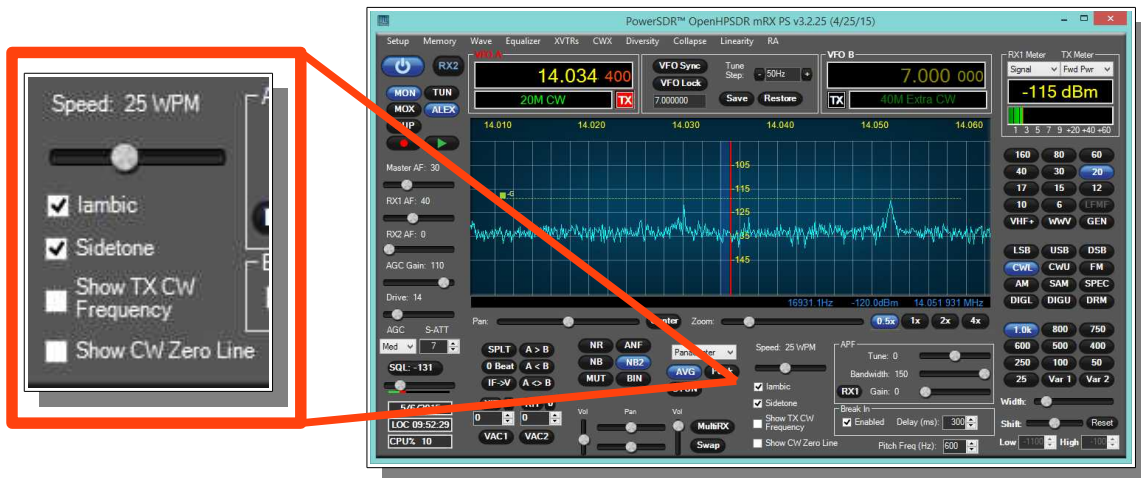 Speed: 25 WPM
Iambic
Sidetone
Show TX CW
Frequency
Show CW Zero Line
PowerSDR™ OpenHPSDR mRX PS v3.2.25 (4/25/15)
Setup Memory Wave Equalizer XVTRs CWX Diversity Collapse Linearity RA
RX2
MON TUN
MOX ALEX
VFO A
14.034 400
20M CW TX
VFO Sync
VFO Lock
7.000000
Tune
Step: - 50Hz +
Save Restore
VFO B
7.000 000
TX 40M Extra CW
RX1 Meter TX Meter
Signal Fwd Pwr
-115 dBm
1 3 5 7 9 +20 +40 +60
14.010 14.020 14.030 14.040 14.050 14.060
-105
-115
-125
-135
-145
-G
16931.1Hz -120.0dBm 14.051 931 MHz
Master AF: 30
RX1 AF: 40
RX2 AF: 0
AGC Gain: 110
Drive: 14
AGC S-ATT
Med 7
SQL: -131
5/6/2015
LOC 09:52:29
CPU% 10
Pan: Center Zoom: 0.5x 1x 2x 4x
SPLT A > B
0 Beat A < B
IF->V A <> B
0 0
VAC1 VAC2
NR ANF
NB NB2
MUT BIN
Panadapter
AVG Peak
Vol Pan Vol
MultiRX
Swap
Speed: 25 WPM
Iambic
Sidetone
Show TX CW
Frequency
Show CW Zero Line
APF
Tune: 0
Bandwidth: 150
RX1 Gain: 0
Break In
Enabled Delay (ms): 300
Pitch Freq (Hz): 600
160 80 60
40 30 20
17 15 12
10 6 LFMF
VHF+ WWV GEN
LSB USB DSB
CWL CWU FM
AM SAM SPEC
DIGL DIGU DRM
1.0k 800 750
600 500 400
250 100 50
25 Var 1 Var 2
Width:
Shift: Reset
Low -1100 High -100